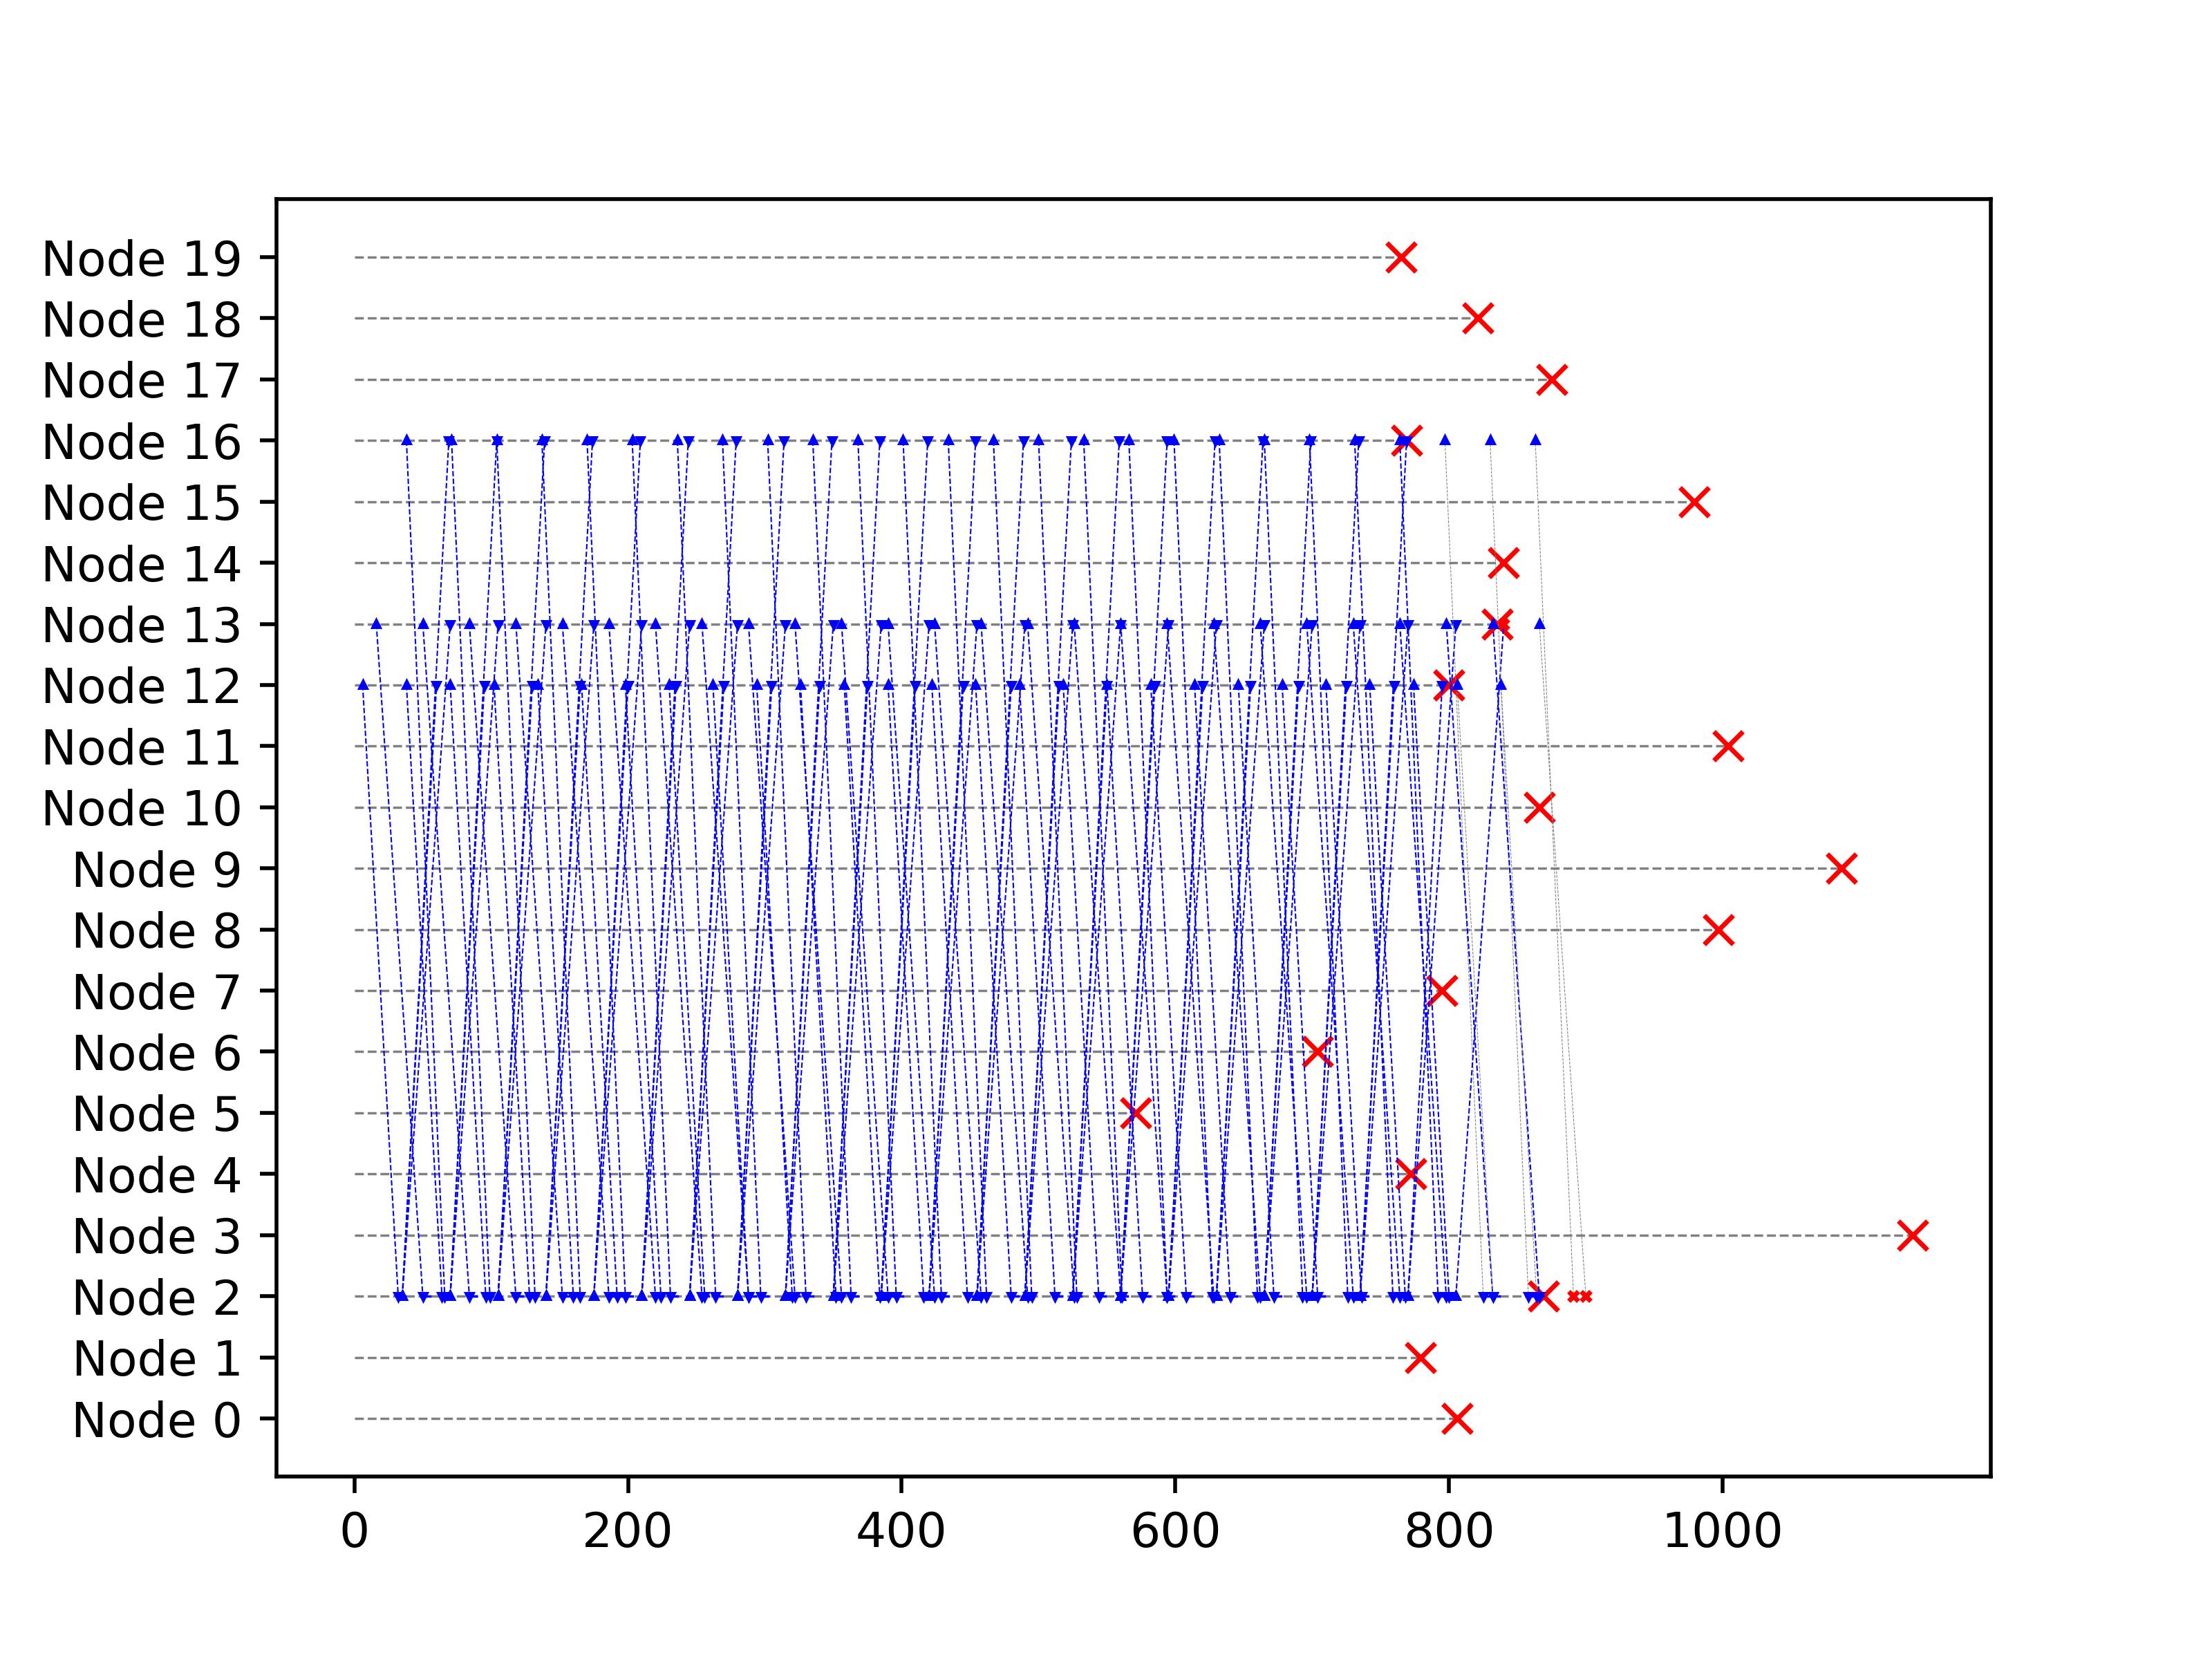 Node 19
Node 18
Node 17
Node 16
Node 15
Node 14
Node 13
Node 12
Node 11
Node 10
Node 9
Node 8
Node 7
Node 6
Node 5
Node 4
Node 3
Node 2
Node 1
Node 0
0 200 400 600 800 1000